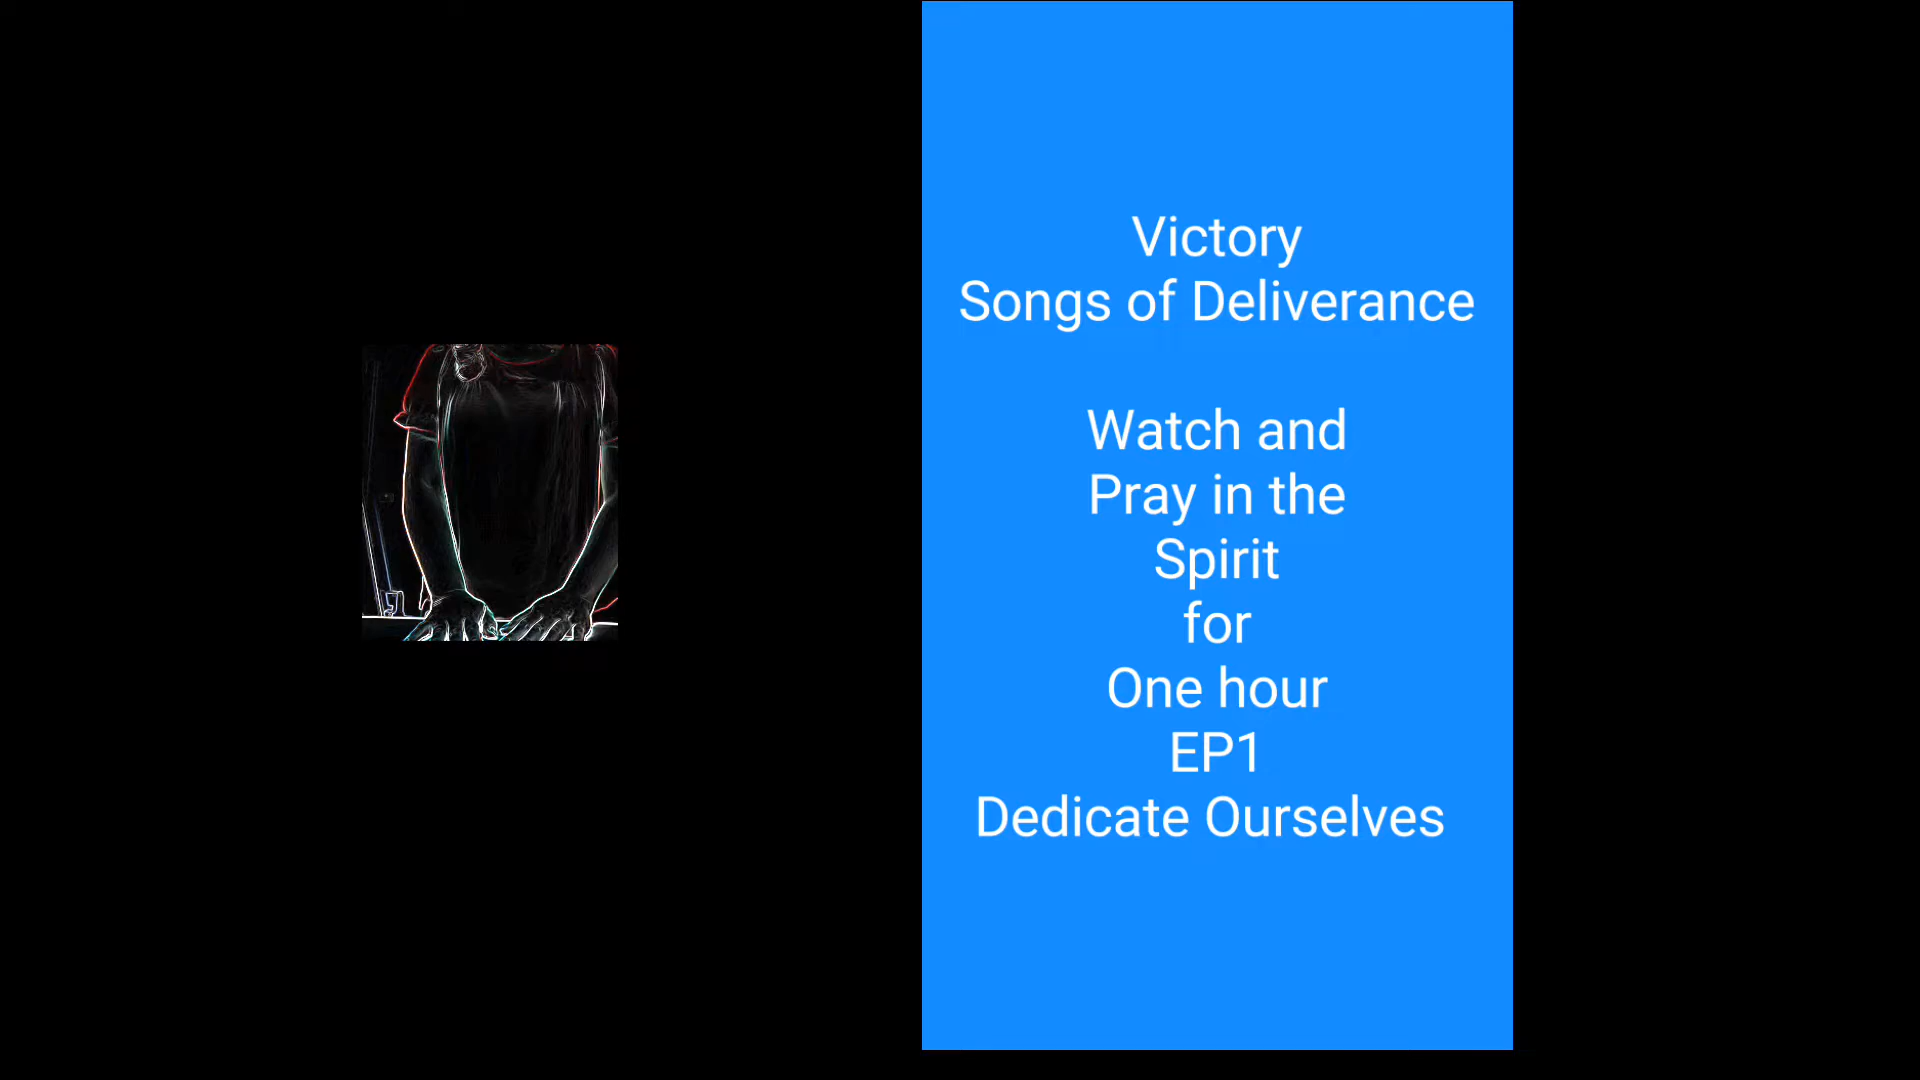 Victory
Songs of Deliverance
Watch and
Pray in the
Spirit
for
One hour
EP1
Dedicate Ourselves